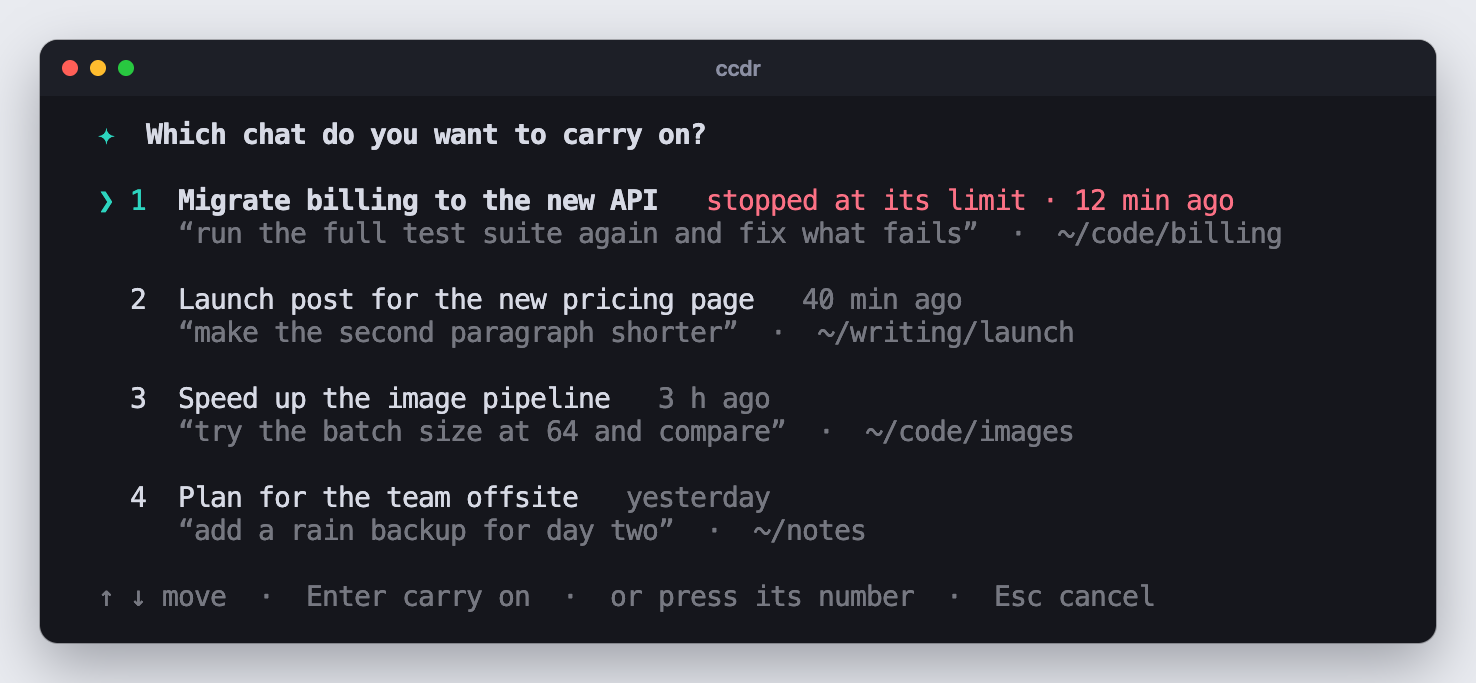 ccdr
✦ Which chat do you want to carry on?
❯ 1 Migrate billing to the new API stopped at its limit · 12 min ago
“run the full test suite again and fix what fails” · ~/code/billing
2 Launch post for the new pricing page 40 min ago
“make the second paragraph shorter” · ~/writing/launch
3 Speed up the image pipeline 3 h ago
“try the batch size at 64 and compare” · ~/code/images
4 Plan for the team offsite yesterday
“add a rain backup for day two” · ~/notes
↑ ↓ move · Enter carry on · or press its number · Esc cancel